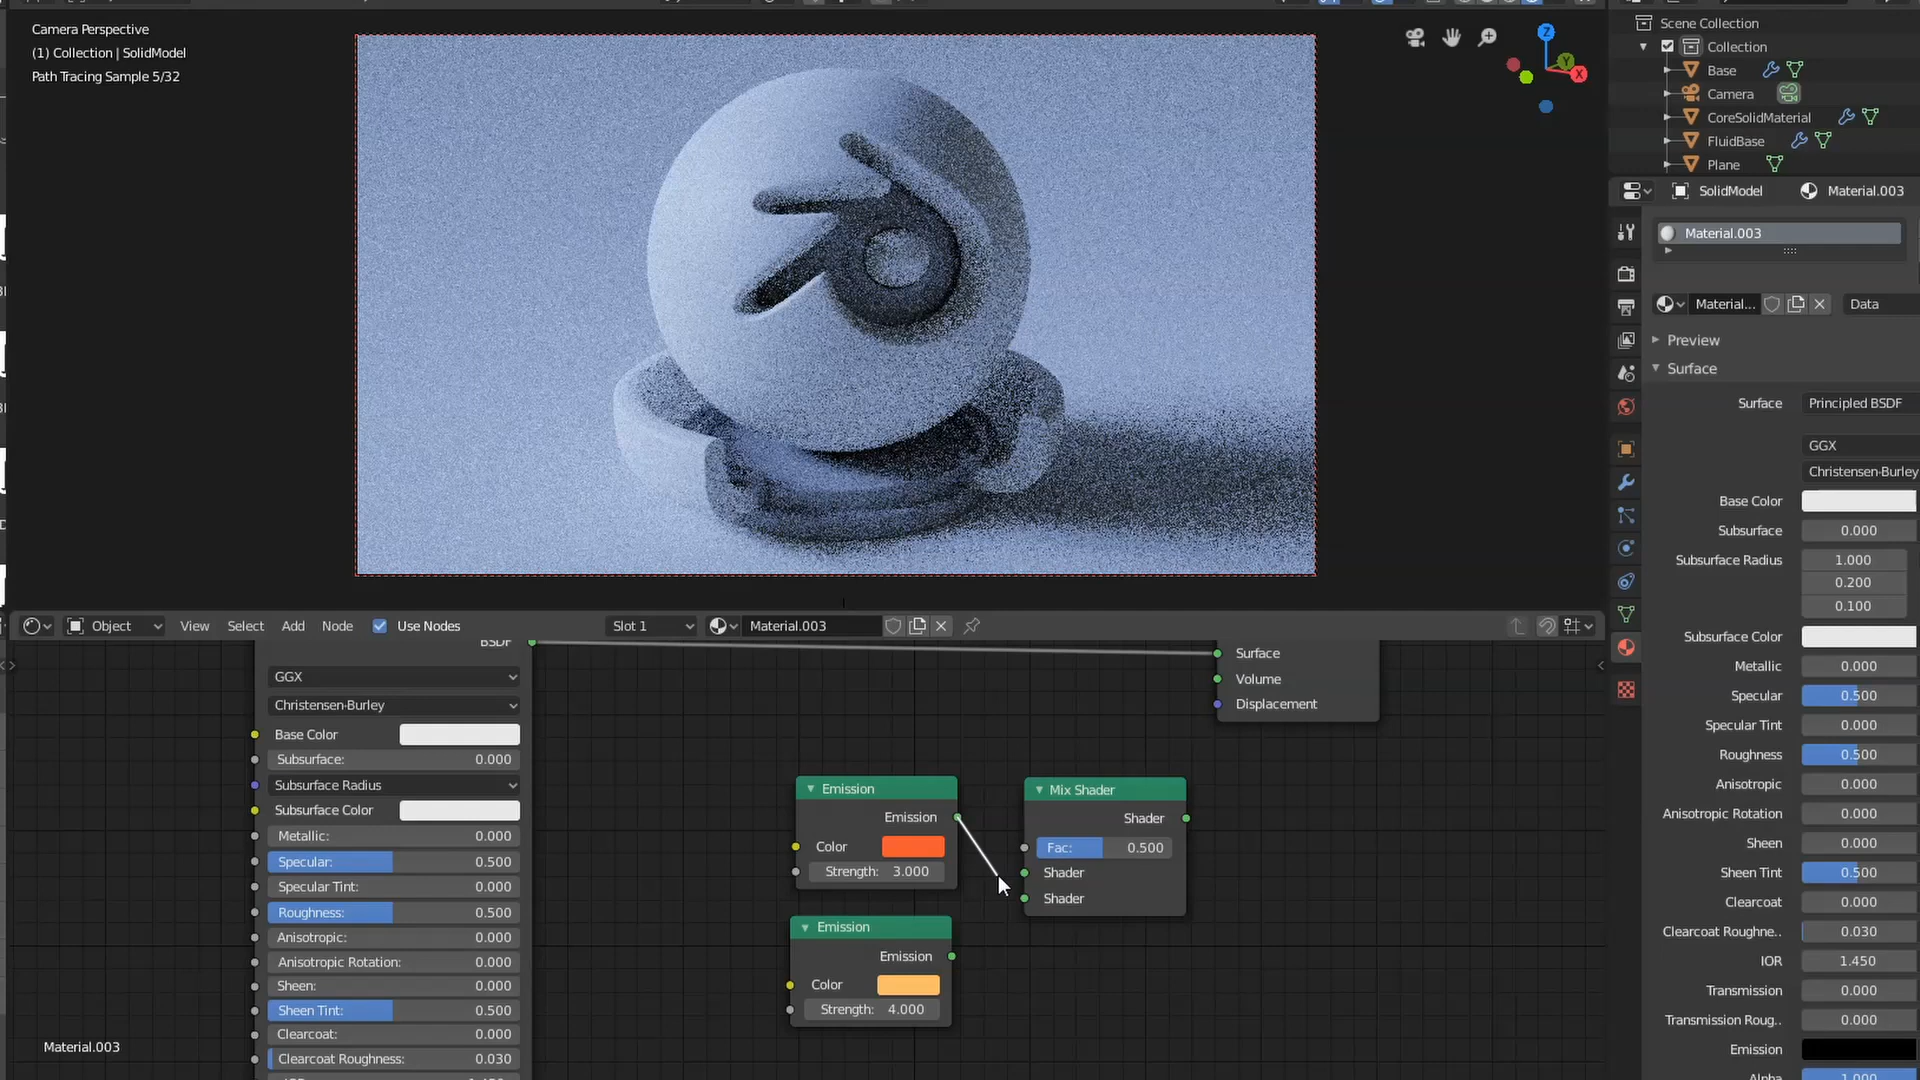 Camera Perspective
(1) Collection | SolidModel
Path Tracing Sample 5/32
Z
Y
X
Scene Collection
Collection
Base
Camera
CoreSolidMaterial
FluidBase
Plane
SolidModel
Material.003
Material.003
Material...
Data
Preview
Surface
Surface
Principled BSDF
GGX
Christensen-Burley
Base Color
Subsurface
0.000
Subsurface Radius
1.000
0.200
0.100
Subsurface Color
Metallic
0.000
Specular
0.500
Specular Tint
0.000
Roughness
0.500
Anisotropic
0.000
Anisotropic Rotation
0.000
Sheen
0.000
Sheen Tint
0.500
Clearcoat
0.000
Clearcoat Roughne..
0.030
IOR
1.450
Transmission
0.000
Transmission Roug..
0.000
Emission
Alpha
1.000
Object
View
Select
Add
Node
Use Nodes
Slot 1
Material.003
BSDF
GGX
Christensen-Burley
Base Color
Subsurface:
0.000
Subsurface Radius
Subsurface Color
Metallic:
0.000
Specular:
0.500
Specular Tint:
0.000
Roughness:
0.500
Anisotropic:
0.000
Anisotropic Rotation:
0.000
Sheen:
0.000
Sheen Tint:
0.500
Clearcoat:
0.000
Clearcoat Roughness:
0.030
Surface
Volume
Displacement
Emission
Emission
Color
Strength: 3.000
Mix Shader
Shader
Fac: 0.500
Shader
Shader
Emission
Emission
Color
Strength: 4.000
Material.003